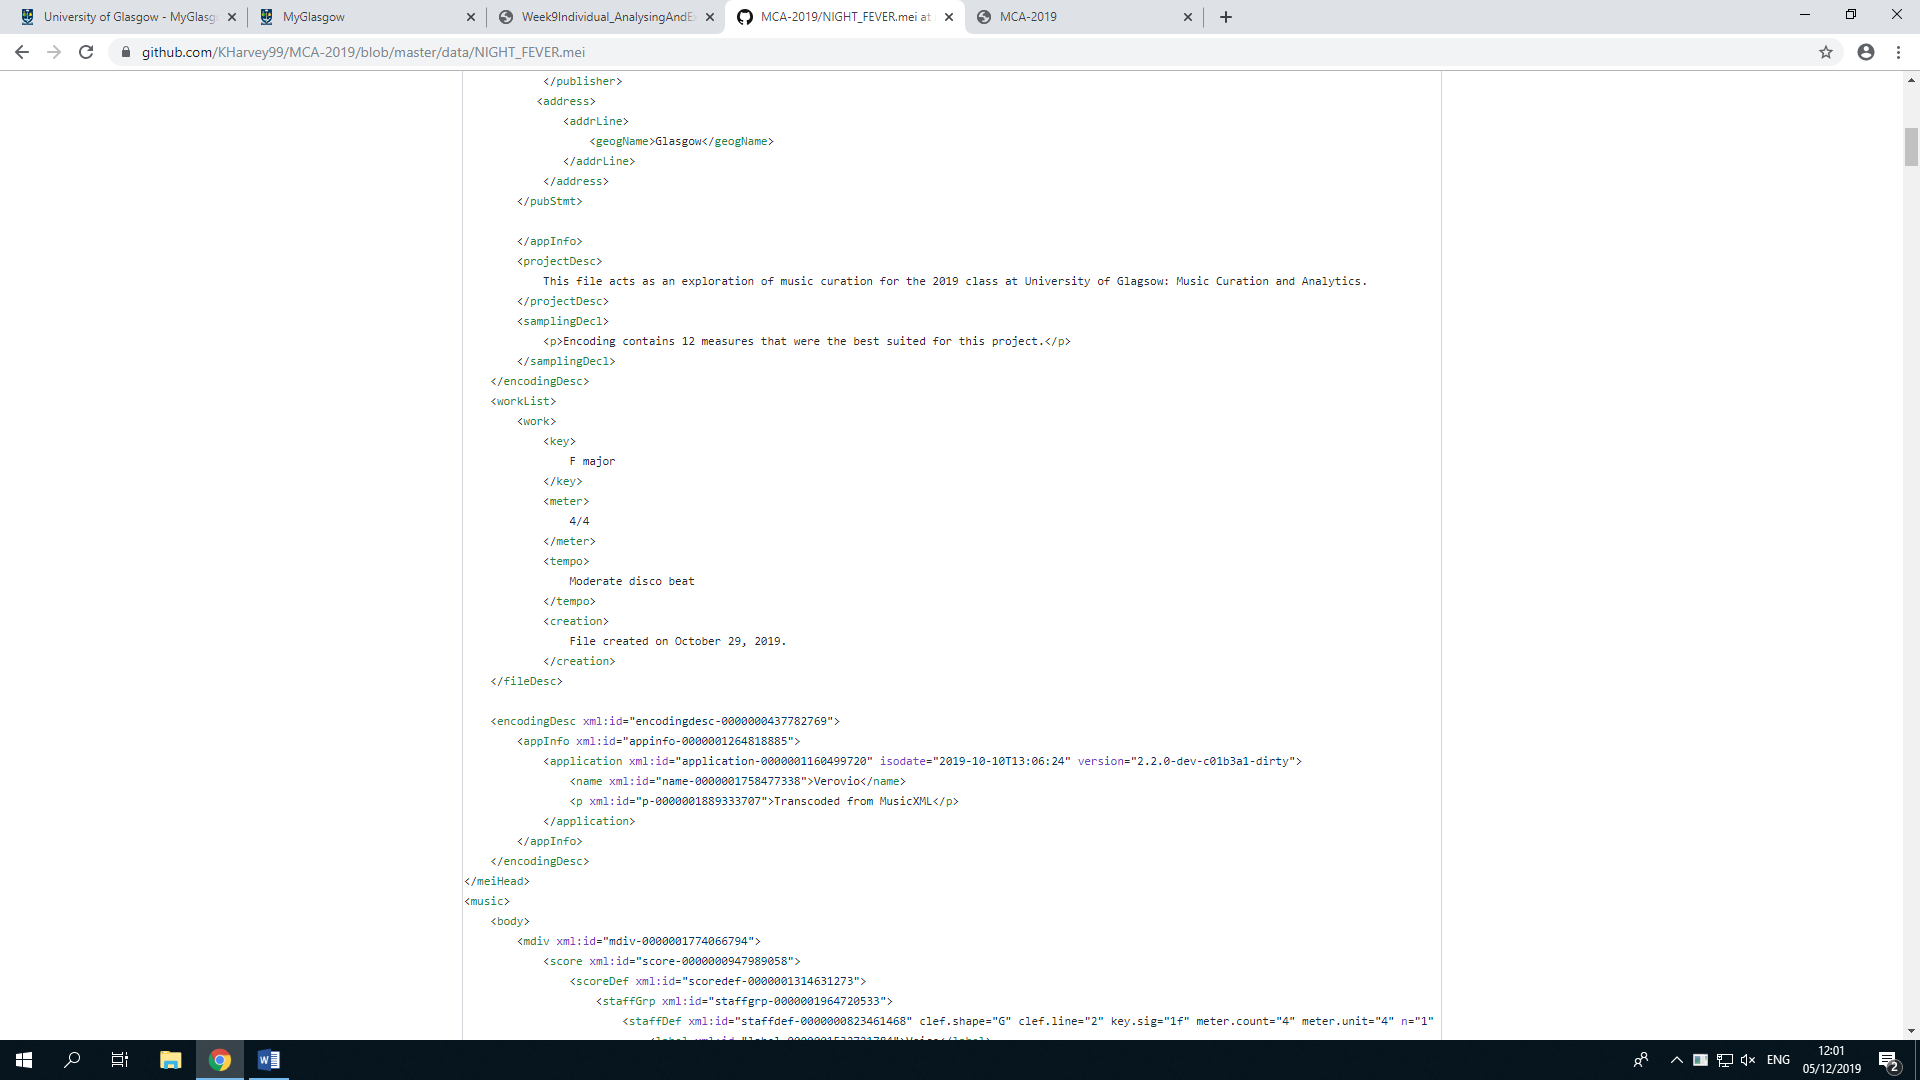 University of Glasgow - MyGlasg
MyGlasgow
Week9Individual_AnalysingAndE
MCA-2019/NIGHT_FEVER.mei at
MCA-2019
github.com/KHarvey99/MCA-2019/blob/master/data/NIGHT_FEVER.mei
</publisher>
<address>
<addrLine>
<geogName>Glasgow</geogName>
</addrLine>
</address>
</pubStmt>
</appInfo>
<projectDesc>
This file acts as an exploration of music curation for the 2019 class at University of Glagsow: Music Curation and Analytics.
</projectDesc>
<samplingDecl>
<p>Encoding contains 12 measures that were the best suited for this project.</p>
</samplingDecl>
</encodingDesc>
<workList>
<work>
<key>
F major
</key>
<meter>
4/4
</meter>
<tempo>
Moderate disco beat
</tempo>
<creation>
File created on October 29, 2019.
</creation>
</fileDesc>
<encodingDesc xml:id="encodingdesc-0000000437782769">
<appInfo xml:id="appinfo-0000001264818885">
<application xml:id="application-0000001160499720" isodate="2019-10-10T13:06:24" version="2.2.0-dev-c01b3a1-dirty">
<name xml:id="name-0000001758477338">Verovio</name>
<p xml:id="p-0000001889333707">Transcoded from MusicXML</p>
</application>
</appInfo>
</encodingDesc>
</meiHead>
<music>
<body>
<mdiv xml:id="mdiv-0000001774066794">
<score xml:id="score-0000000947989058">
<scoreDef xml:id="scoredef-0000001314631273">
<staffGrp xml:id="staffgrp-0000001964720533">
<staffDef xml:id="staffdef-0000000823461468" clef.shape="G" clef.line="2" key.sig="1f" meter.count="4" meter.unit="4" n="1"
ENG
12:01
05/12/2019
2